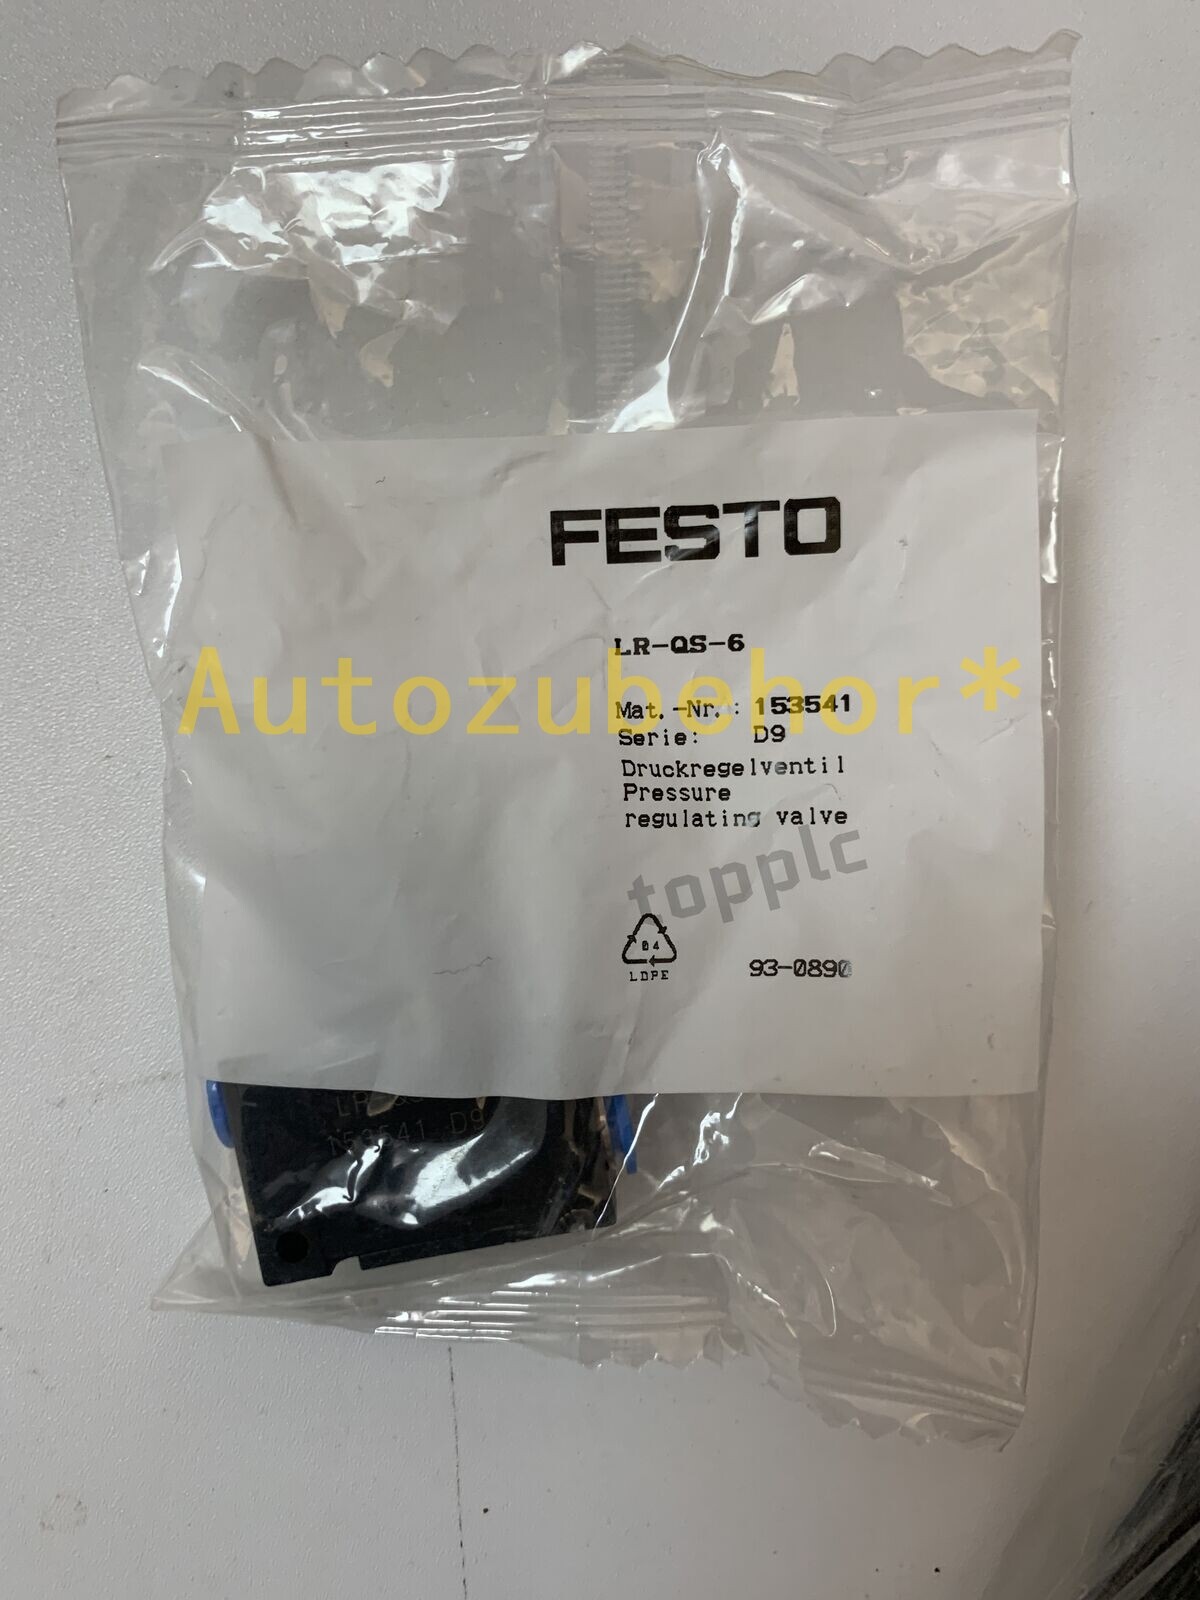 FESTO
LR-QS-6
Autozubehor*
Mat.-Nr.: 153541
Serie: D9
Druckregelventil
Pressure
regulating valve
topplc
04
LDPE
93-0890
153541 D9